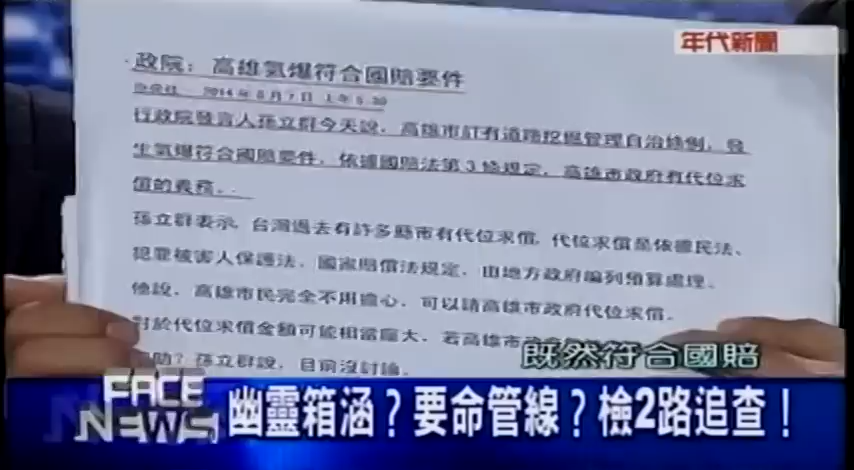 年代新聞
政院：高雄氣爆符合國賠要件
2014年8月7日 上午
行政院發言人孫立群今天說，高雄市訂有道路挖掘管理自治條例，發
生氣爆符合國賠要件，依據國賠法第3條規定，高雄市政府有代位求
償的義務。
孫立群表示，台灣過去有許多縣市有代位求償，代位求償是依據民法、
犯罪被害人保護法、國家賠償法規定，由地方政府編列預算處理。
他說，高雄市民完全不用擔心，可以請高雄市政府代位求償。
對於代位求償金額可能相當龐大，若高雄市
助？孫立群說，目前沒討論。
既然符合國賠
FACE NEWS
幽靈箱涵？要命管線？檢2路追查！